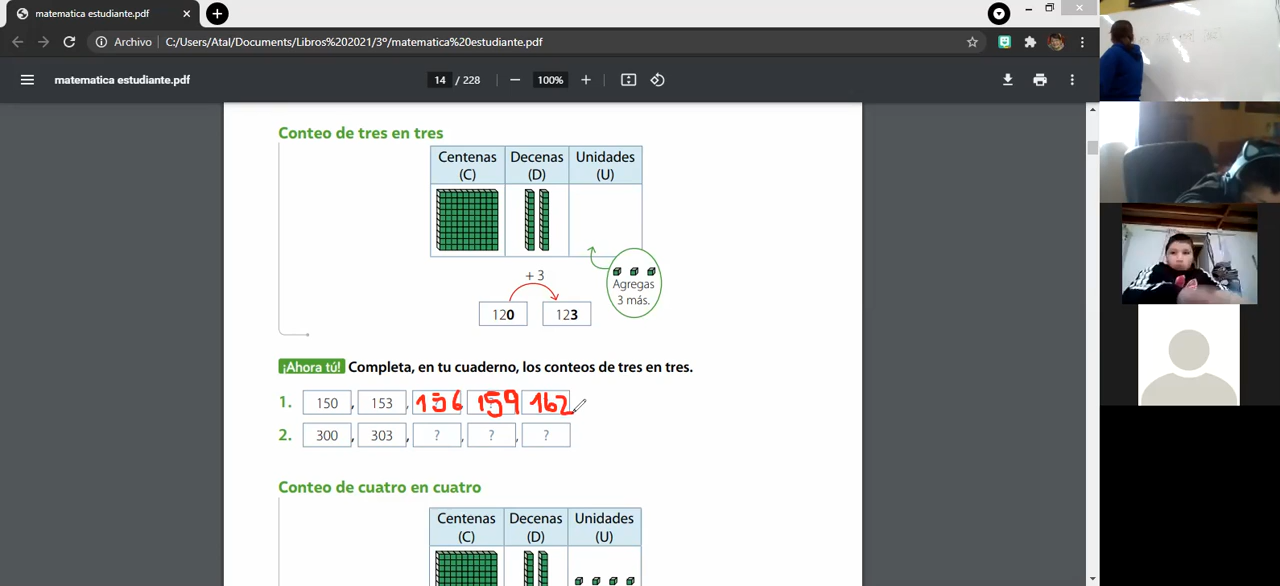 matematica estudiante.pdf
Archivo | C:/Users/Atal/Documents/Libros%202021/3º/matematica%20estudiante.pdf
matematica estudiante.pdf
14 / 228
100%
Conteo de tres en tres
Centenas (C) Decenas (D) Unidades (U)
+ 3
Agregas
3 más.
120 123
¡Ahora tú! Completa, en tu cuaderno, los conteos de tres en tres.
1. 150, 153, 156 159 162
2. 300, 303, ?, ?, ?
Conteo de cuatro en cuatro
Centenas (C) Decenas (D) Unidades (U)